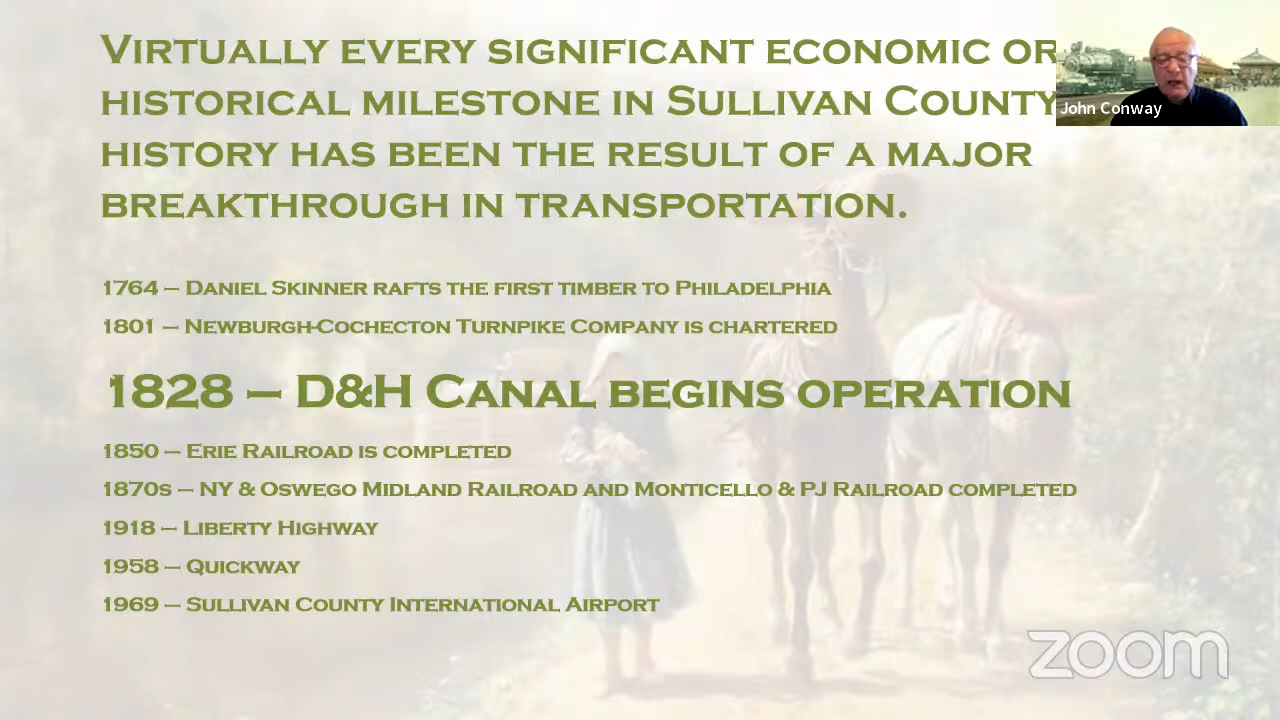 Virtually every significant economic or
historical milestone in Sullivan County
history has been the result of a major
breakthrough in transportation.
John Conway
1764 – Daniel Skinner rafts the first timber to Philadelphia
1801 – Newburgh-Cochecton Turnpike Company is chartered
1828 – D&H Canal begins operation
1850 – Erie Railroad is completed
1870s – NY & Oswego Midland Railroad and Monticello & PJ Railroad completed
1918 – Liberty Highway
1958 – Quickway
1969 – Sullivan County International Airport
zoom